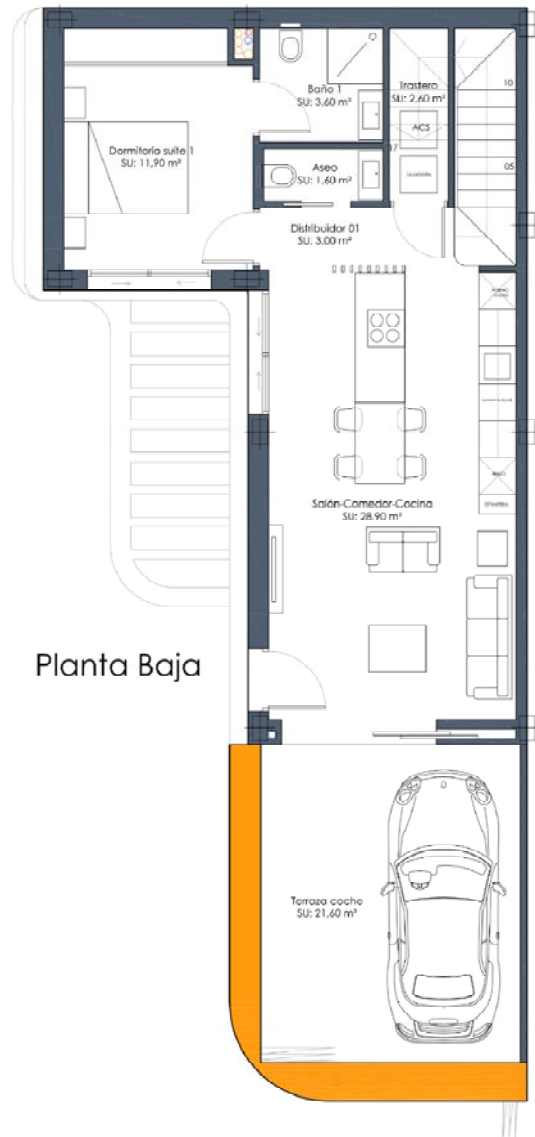 10
Baño 1
SU: 3,60 m²
Trastero
SU: 2,60 m²
ACS
17
Dormitorio suite 1
SU: 11,90 m²
Aseo
SU: 1,60 m²
05
Distribuidor 01
SU: 3.00 m²
Salón-Comedor-Cocina
SU: 28.90 m²
Planta Baja
Terraza coche
SU: 21,60 m²